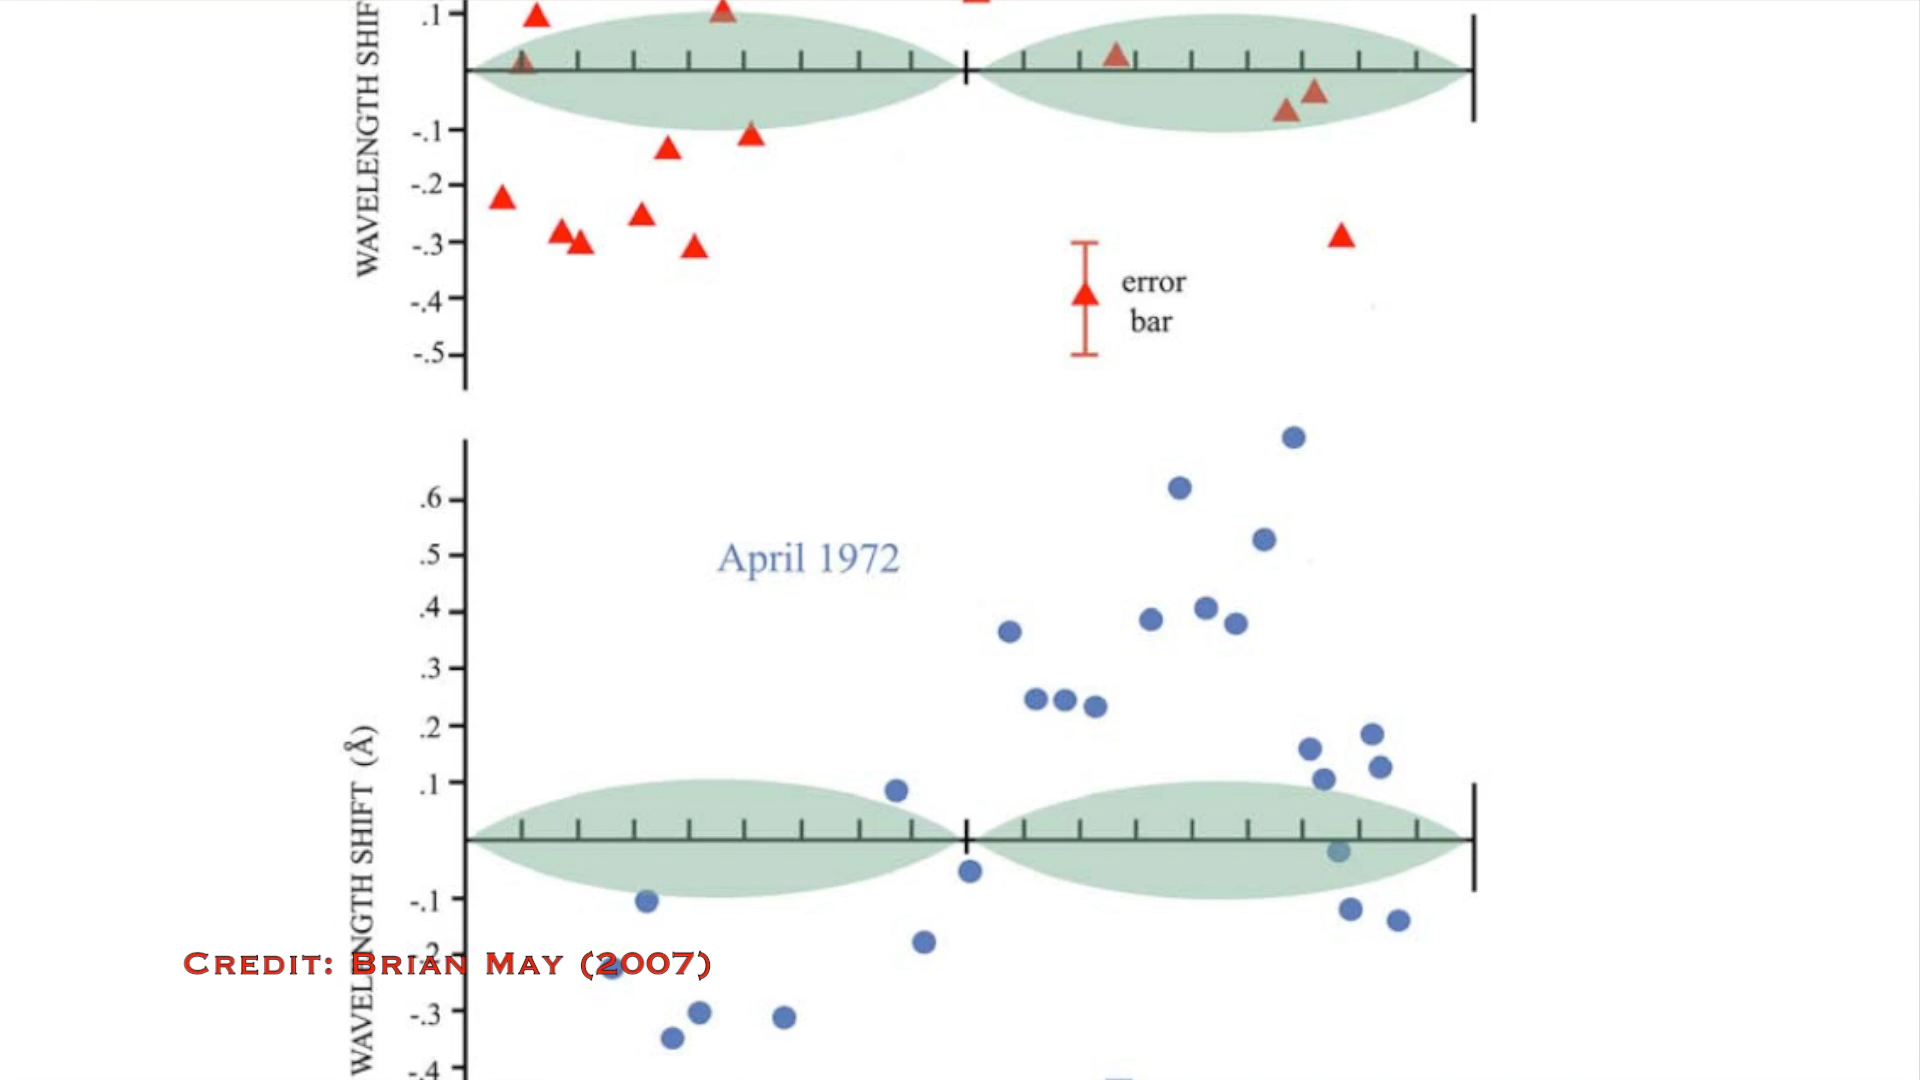 WAVELENGTH SHIF
.1
-.1
-.2
-.3
-.4
-.5
error
bar
WAVELENGTH SHIFT (Å)
.6
.5
.4
.3
.2
.1
-.1
-.2
-.3
-.4
April 1972
Credit: Brian May (2007)